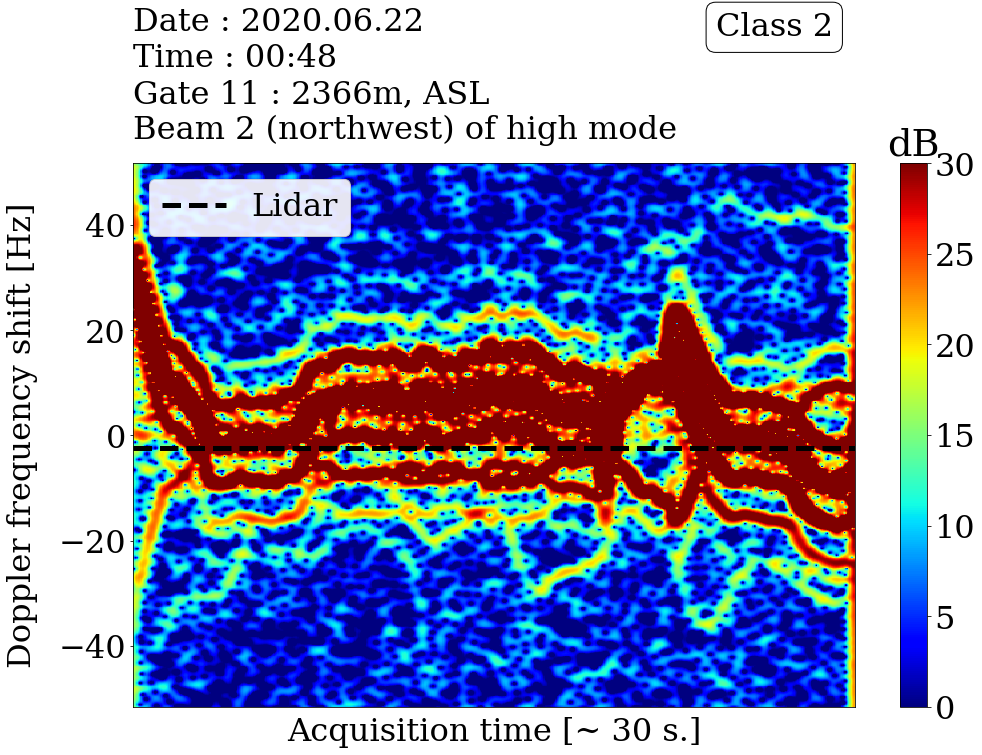 Date : 2020.06.22
Time : 00:48
Gate 11 : 2366m, ASL
Beam 2 (northwest) of high mode
Class 2
dB
Lidar
Doppler frequency shift [Hz]
40
20
0
−20
−40
30
25
20
15
10
5
0
Acquisition time [~ 30 s.]